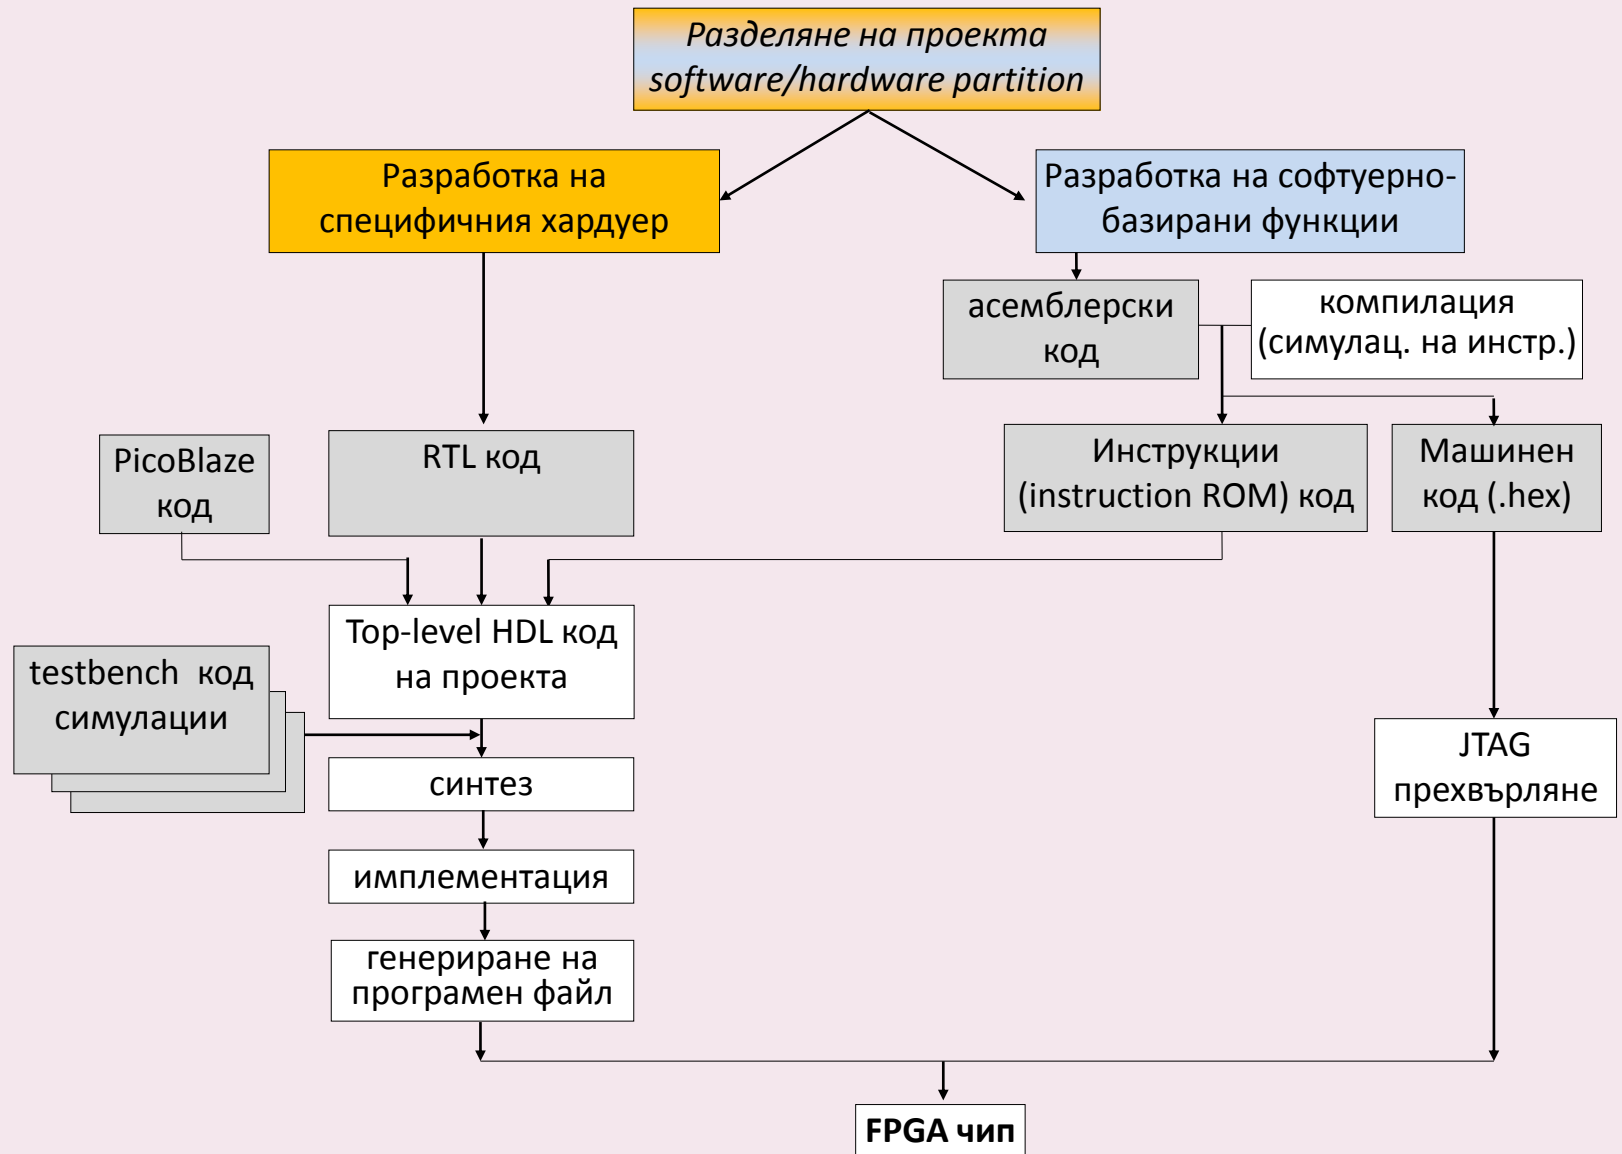 Разделяне на проекта
software/hardware partition
Разработка на
специфичния хардуер
Разработка на софтуерно-
базирани функции
асемблерски
код
компилация
(симулац. на инстр.)
PicoBlaze
код
RTL код
Инструкции
(instruction ROM) код
Машинен
код (.hex)
Top-level HDL код
на проекта
testbench код
симулации
синтез
JTAG
прехвърляне
имплементация
генериране на
програмен файл
FPGA чип